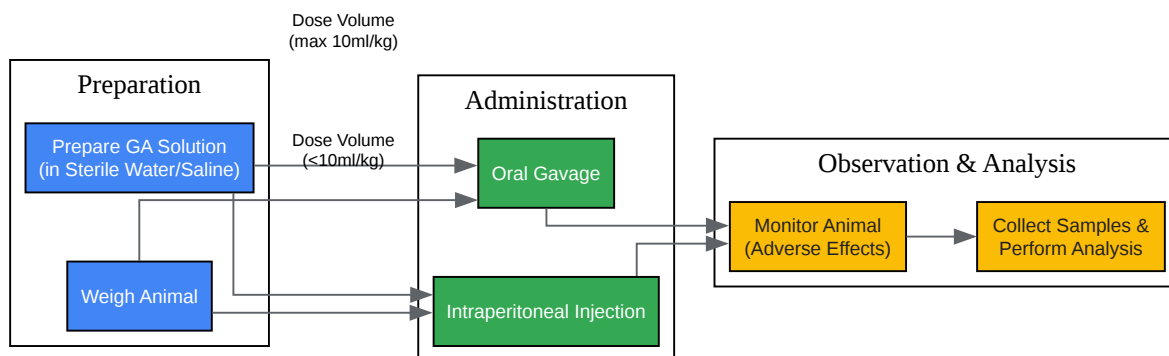 Dose Volume
(max 10ml/kg)
Preparation
Prepare GA Solution
(in Sterile Water/Saline)
Weigh Animal
Dose Volume
(<10ml/kg)
Administration
Oral Gavage
Intraperitoneal Injection
Observation & Analysis
Monitor Animal
(Adverse Effects)
Collect Samples &
Perform Analysis